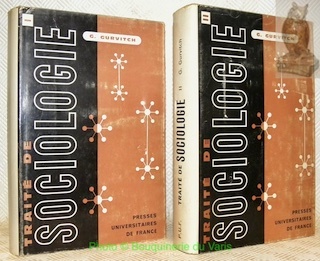 I
G. GURVITCH
TRAITÉ DE
SOCIOLOGIE
PRESSES
UNIVERSITAIRES
DE FRANCE
P.U.F. TRAITÉ DE SOCIOLOGIE II G. Gurvitch
II
G. GURVITCH
TRAITÉ DE
SOCIOLOGIE
PRESSES
UNIVERSITAIRES
DE FRANCE
Photo © Bouquinerie du Varis